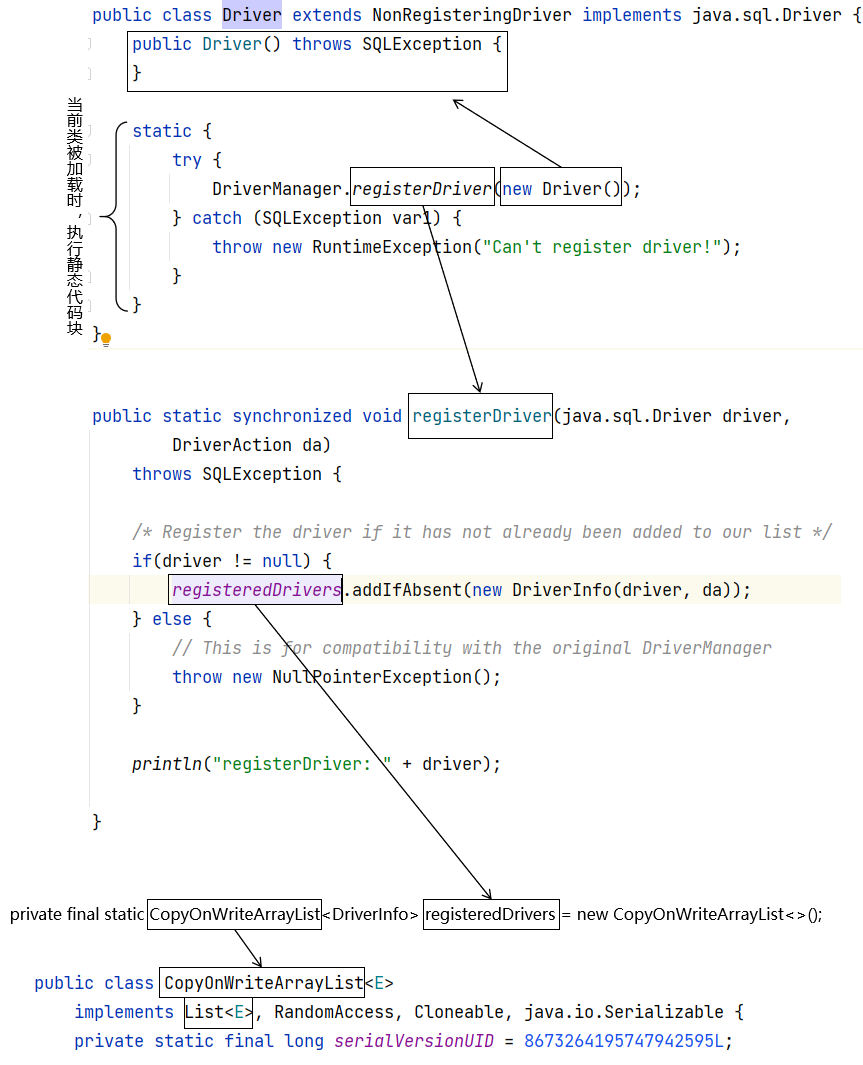 public class Driver extends NonRegisteringDriver implements java.sql.Driver {
public Driver() throws SQLException {
}
当前类被加载时，执行静态代码块
static {
try {
DriverManager.registerDriver(new Driver());
} catch (SQLException var1) {
throw new RuntimeException("Can't register driver!");
}
}
}
public static synchronized void registerDriver(java.sql.Driver driver,
DriverAction da)
throws SQLException {
/* Register the driver if it has not already been added to our list */
if(driver != null) {
registeredDrivers.addIfAbsent(new DriverInfo(driver, da));
} else {
// This is for compatibility with the original DriverManager
throw new NullPointerException();
}
println("registerDriver: " + driver);
}
private final static CopyOnWriteArrayList<DriverInfo> registeredDrivers = new CopyOnWriteArrayList<>();
public class CopyOnWriteArrayList<E>
implements List<E>, RandomAccess, Cloneable, java.io.Serializable {
private static final long serialVersionUID = 8673264195747942595L;